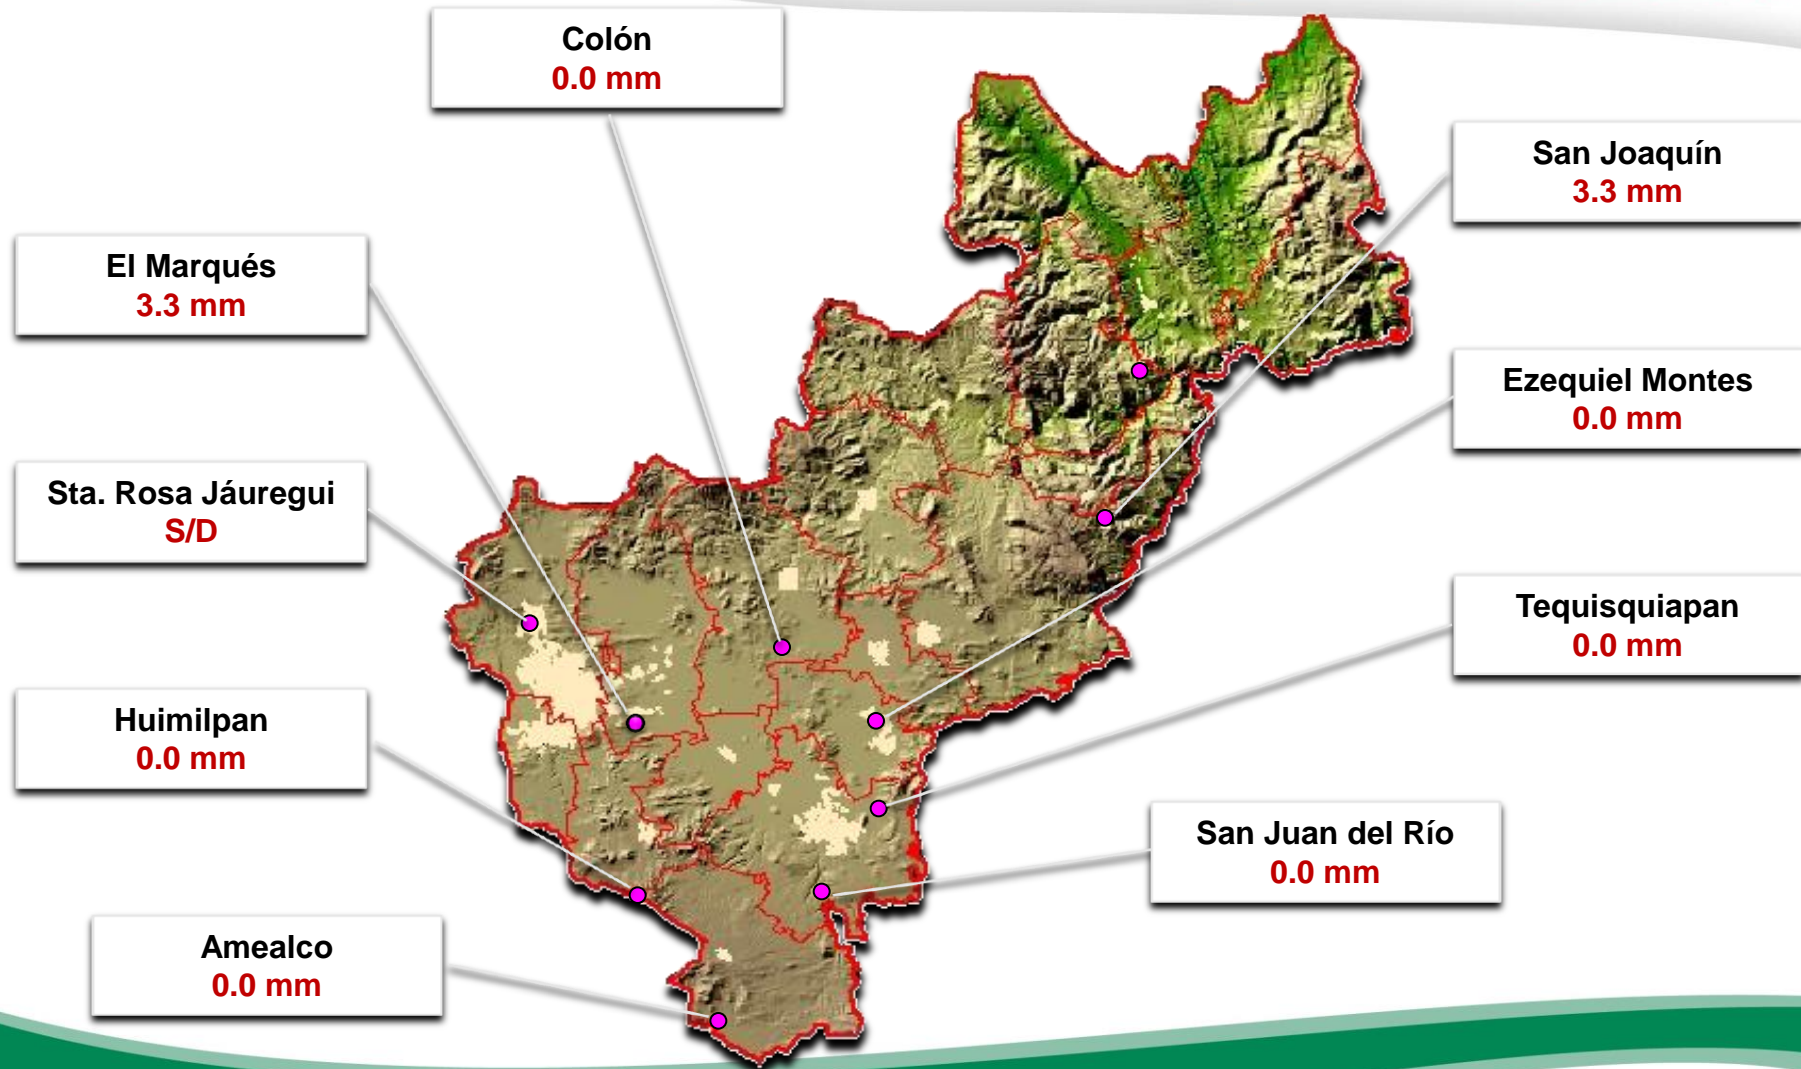 Colón
0.0 mm
San Joaquín
3.3 mm
El Marqués
3.3 mm
Ezequiel Montes
0.0 mm
Sta. Rosa Jáuregui
S/D
Tequisquiapan
0.0 mm
Huimilpan
0.0 mm
San Juan del Río
0.0 mm
Amealco
0.0 mm